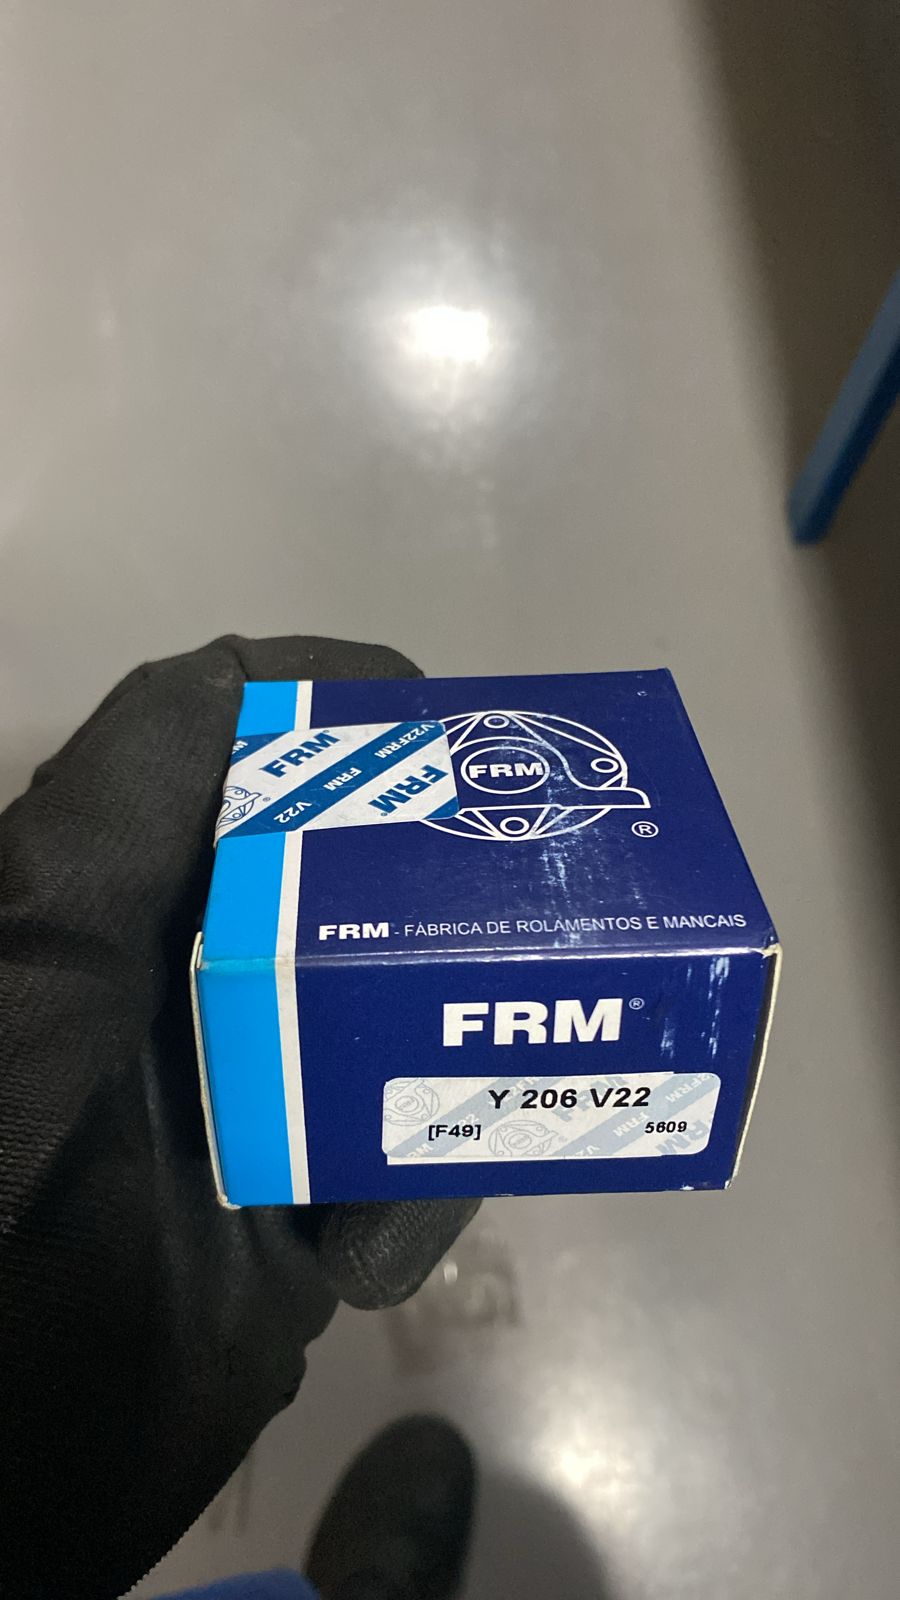 FRM
V22FRM
FRM
V22
FRM
FRM
®
FRM - FÁBRICA DE ROLAMENTOS E MANCAIS
FRM®
Y 206 V22
[F49]
5609